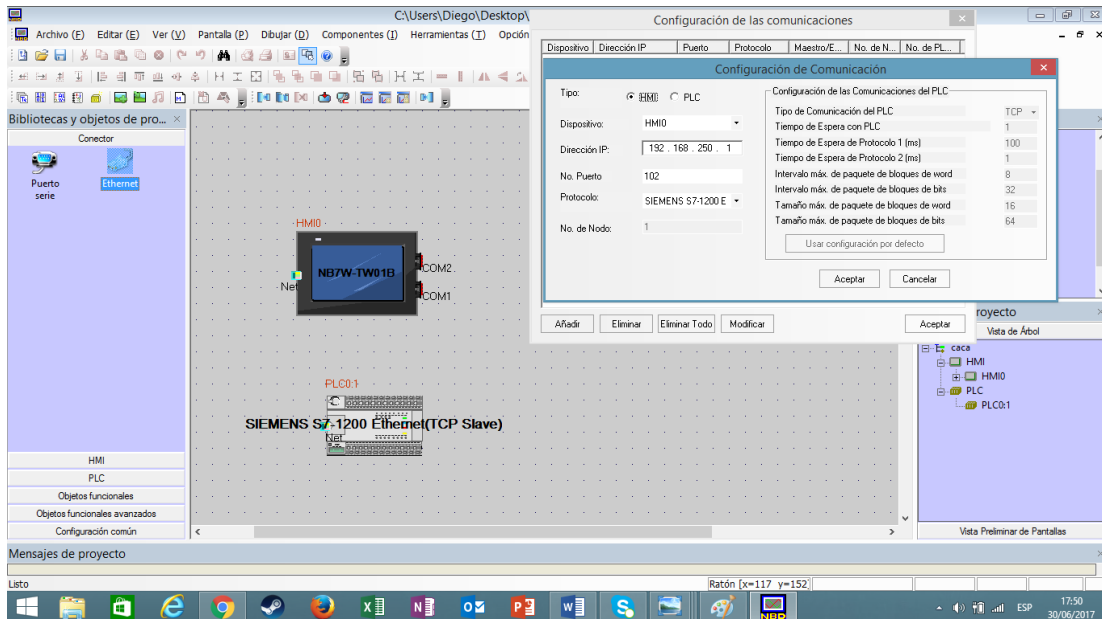 C:\Users\Diego\Desktop\
Archivo (F) Editar (E) Ver (V) Pantalla (P) Dibujar (D) Componentes (I) Herramientas (T) Opción
Bibliotecas y objetos de pro...
Conector
Puerto serie
Ethernet
HMI
PLC
Objetos funcionales
Objetos funcionales avanzados
Configuración común
HMI0
NB7W-TW01B
COM2
Net
COM1
PLC0:1
SIEMENS S7-1200 Ethernet(TCP Slave)
Net
Configuración de las comunicaciones
Dispositivo Dirección IP Puerto Protocolo Maestro/E... No. de N... No. de PL...
Configuración de Comunicación
Tipo: HMI PLC
Dispositivo: HMI0
Dirección IP: 192 . 168 . 250 . 1
No. Puerto 102
Protocolo: SIEMENS S7-1200 E
No. de Nodo: 1
Configuración de las Comunicaciones del PLC
Tipo de Comunicación del PLC TCP
Tiempo de Espera con PLC 1
Tiempo de Espera de Protocolo 1 (ms) 100
Tiempo de Espera de Protocolo 2 (ms) 1
Intervalo máx. de paquete de bloques de word 8
Intervalo máx. de paquete de bloques de bits 32
Tamaño máx. de paquete de bloques de word 16
Tamaño máx. de paquete de bloques de bits 64
Usar configuración por defecto
Aceptar Cancelar
Añadir Eliminar Eliminar Todo Modificar Aceptar
royecto
Vista de Árbol
caca
HMI
HMI0
PLC
PLC0:1
Vista Preliminar de Pantallas
Mensajes de proyecto
Listo
Ratón [x=117 y=152]
NBD
ESP
17:50
30/06/2017